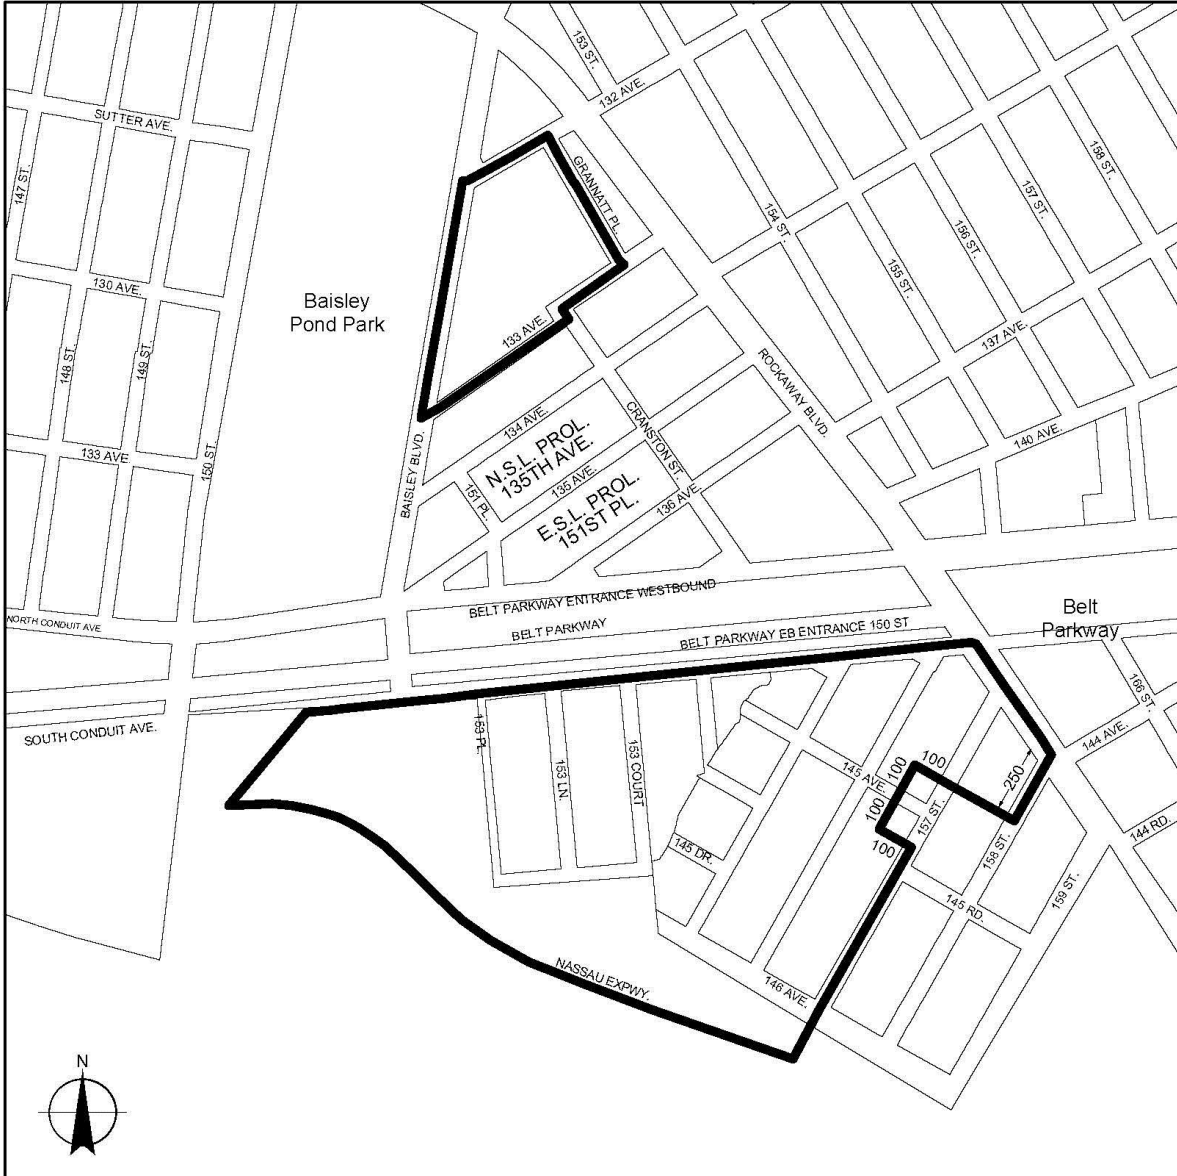 153 ST.
132 AVE.
SUTTER AVE.
147 ST.
GRANNATT PL.
158 ST.
157 ST.
154 ST.
156 ST.
155 ST.
130 AVE.
Baisley
Pond Park
133 AVE.
137 AVE.
148 ST.
149 ST.
ROCKAWAY BLVD.
134 AVE.
CRANSTON ST.
140 AVE.
133 AVE.
150 ST.
BAISLEY BLVD.
N.S.L. PROL.
135TH AVE.
151 PL.
135 AVE.
E.S.L. PROL.
151ST PL.
136 AVE.
BELT PARKWAY ENTRANCE WESTBOUND
Belt
Parkway
NORTH CONDUIT AVE
BELT PARKWAY
BELT PARKWAY EB ENTRANCE 150 ST
166 ST.
SOUTH CONDUIT AVE.
153 PL.
153 LN.
153 COURT
144 AVE.
145 AVE.
100
100
250
100
157 ST.
100
144 RD.
145 DR.
158 ST.
159 ST.
145 RD.
NASSAU EXPWY.
146 AVE.
N